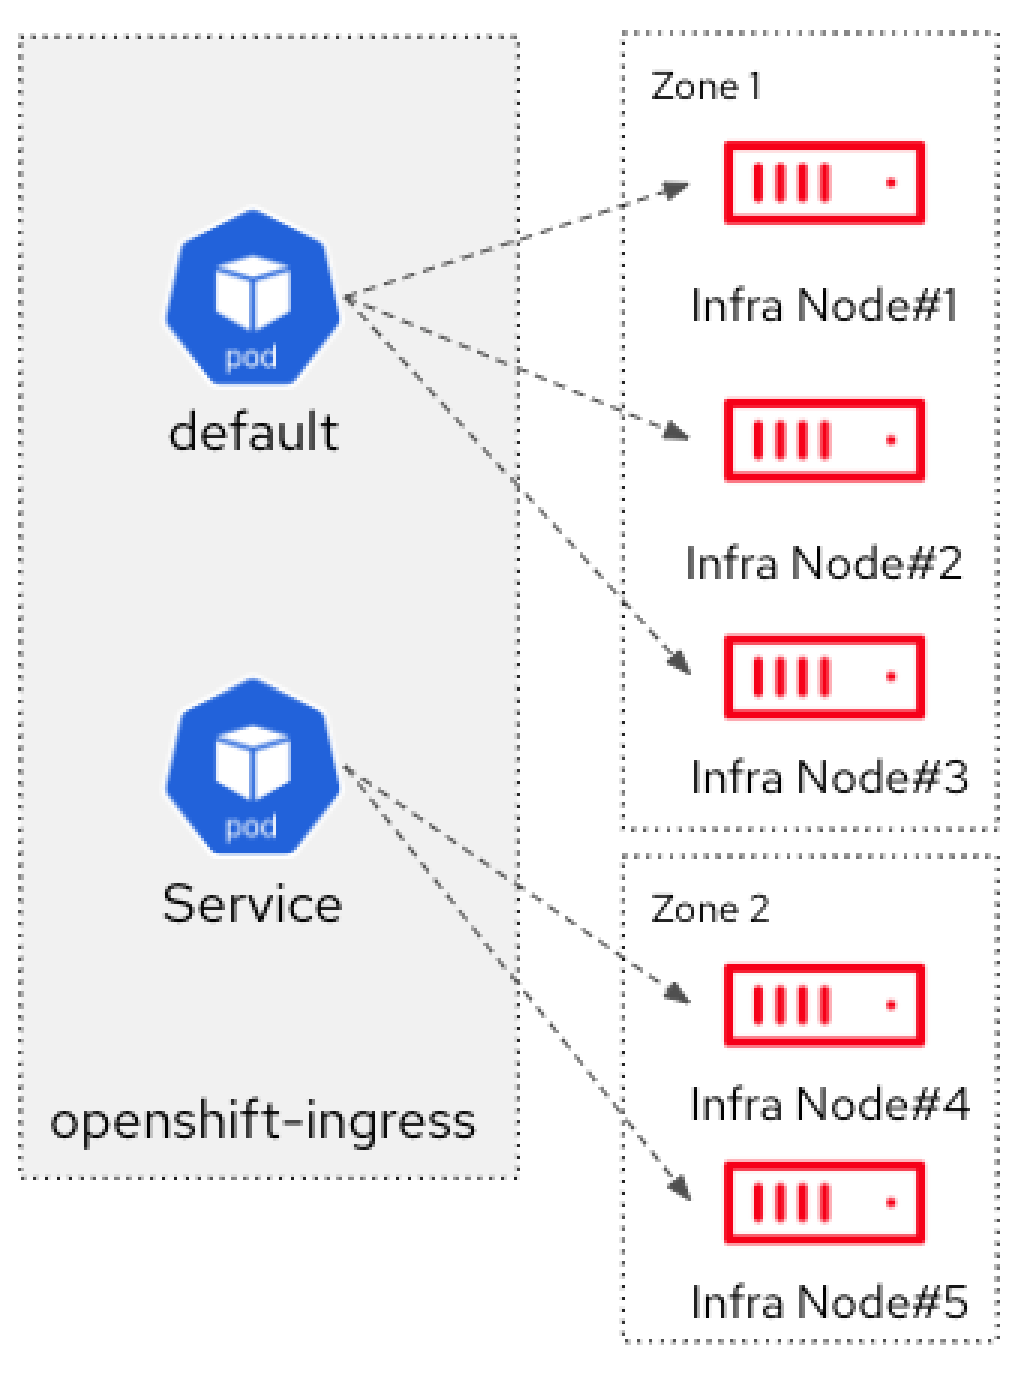 pod
default
pod
Service
openshift-ingress
Zone 1
Infra Node#1
Infra Node#2
Infra Node#3
Zone 2
Infra Node#4
Infra Node#5